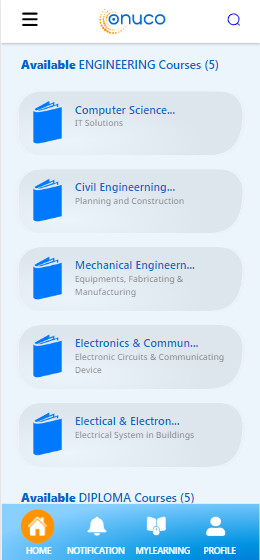 onuco
Available ENGINEERING Courses (5)
Computer Science...
IT Solutions
Civil Engineerning...
Planning and Construction
Mechanical Engineern...
Equipments, Fabricating &
Manufacturing
Electronics & Commun...
Electronic Circuits & Communicating
Device
Electical & Electron...
Electrical System in Buildings
Available DIPLOMA Courses (5)
HOME NOTIFICATION MYLEARNING PROFILE